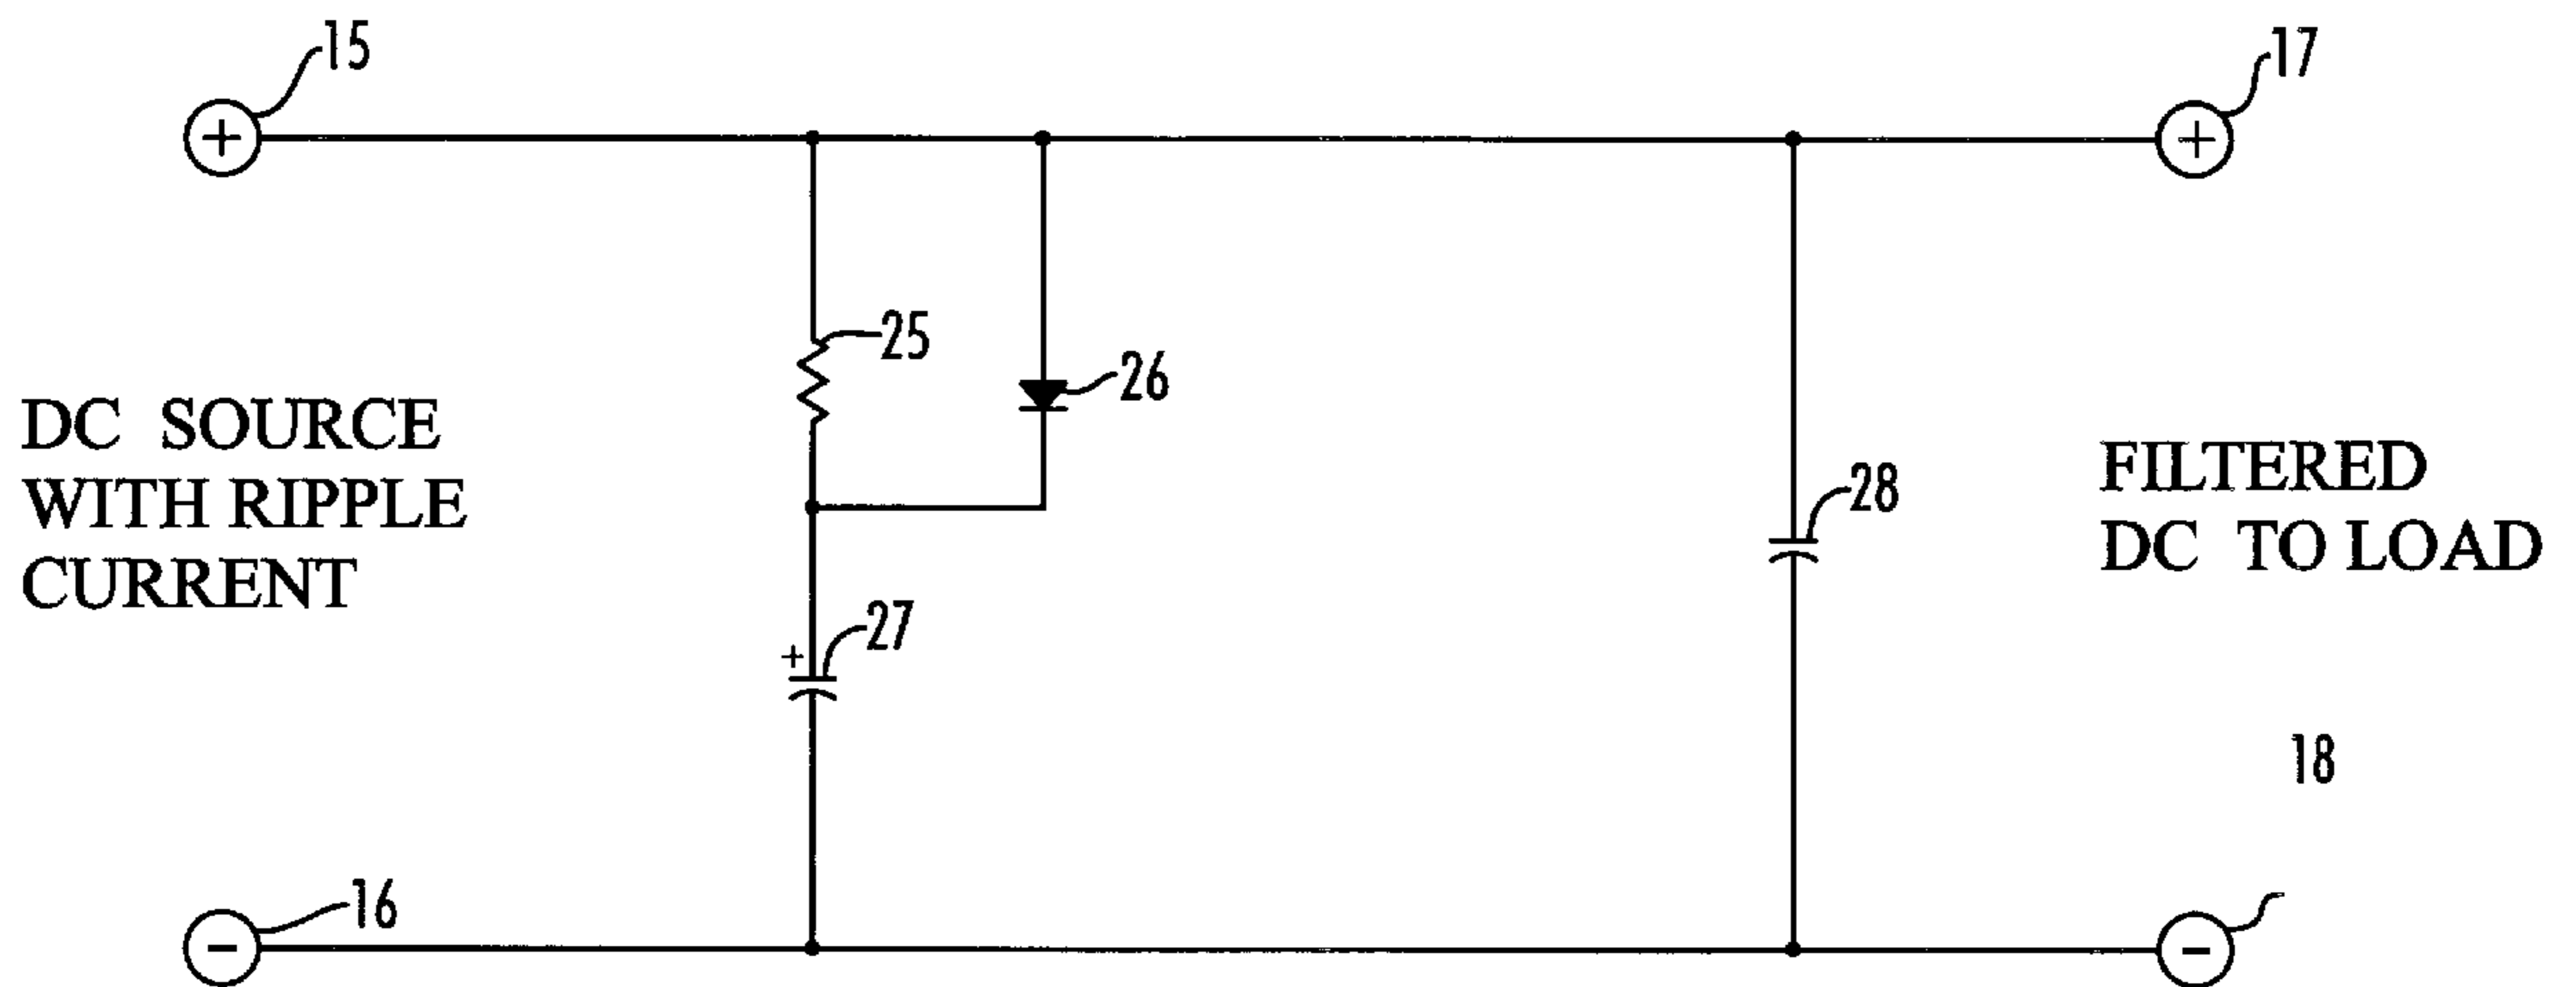 15
17
+
+
25
26
DC SOURCE
WITH RIPPLE
CURRENT
FILTERED
DC TO LOAD
28
27
+
18
16
-
-